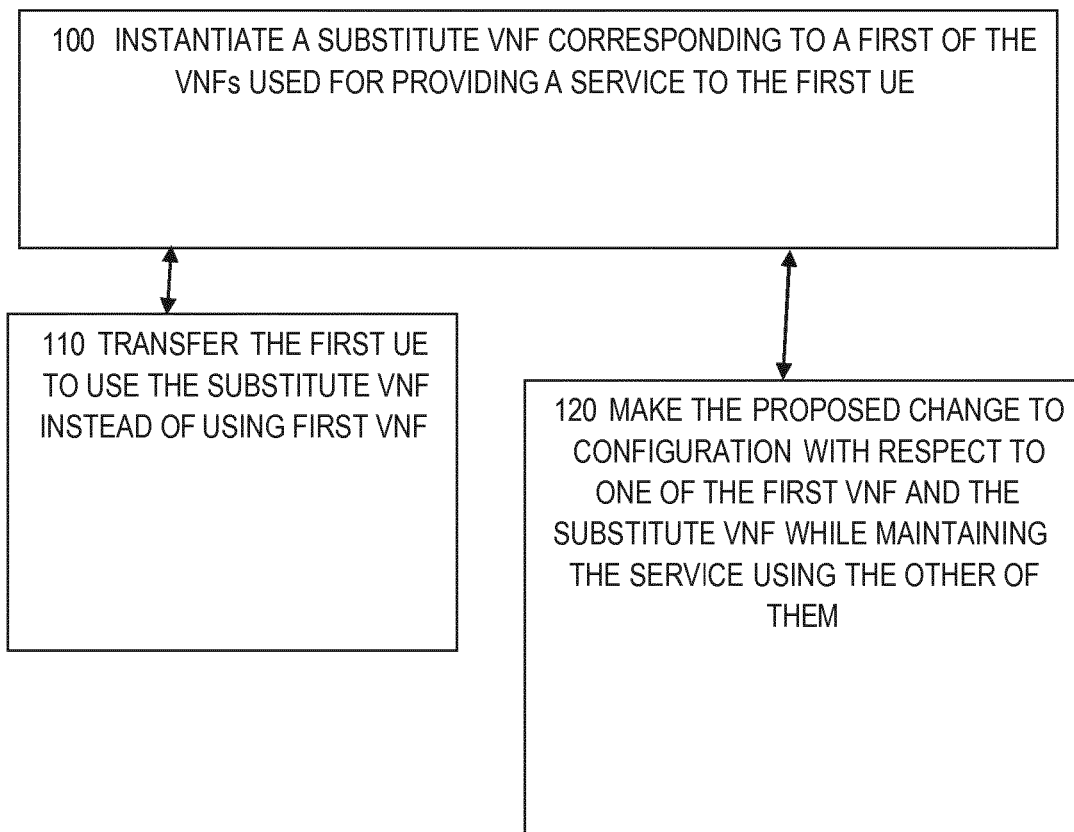 100 INSTANTIATE A SUBSTITUTE VNF CORRESPONDING TO A FIRST OF THE
VNFs USED FOR PROVIDING A SERVICE TO THE FIRST UE
110 TRANSFER THE FIRST UE
TO USE THE SUBSTITUTE VNF
INSTEAD OF USING FIRST VNF
120 MAKE THE PROPOSED CHANGE TO
CONFIGURATION WITH RESPECT TO
ONE OF THE FIRST VNF AND THE
SUBSTITUTE VNF WHILE MAINTAINING
THE SERVICE USING THE OTHER OF
THEM